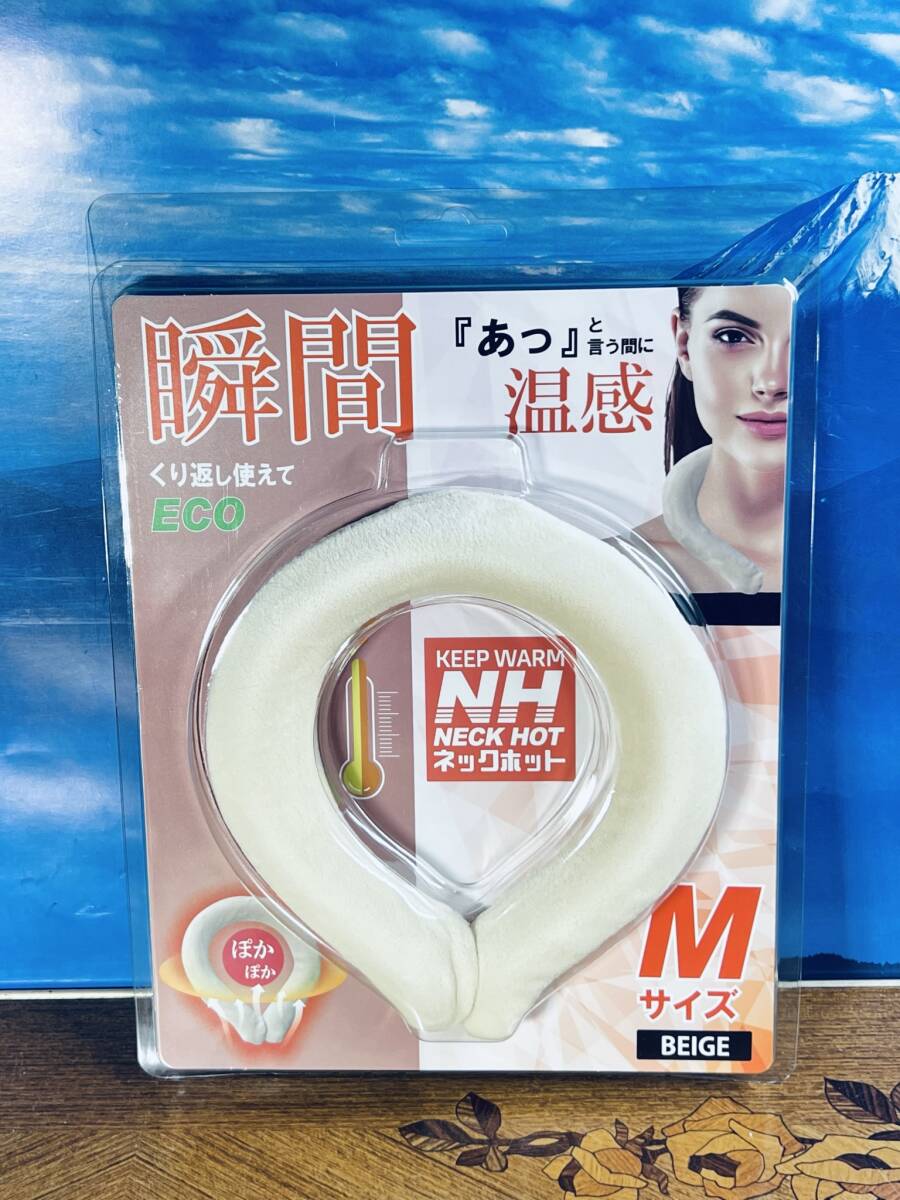 瞬間
くり返し使えて
ECO
『あっ』と
言う間に
温感
KEEP WARM
NH
NECK HOT
ネックホット
ぽか
ぽか
M
サイズ
BEIGE